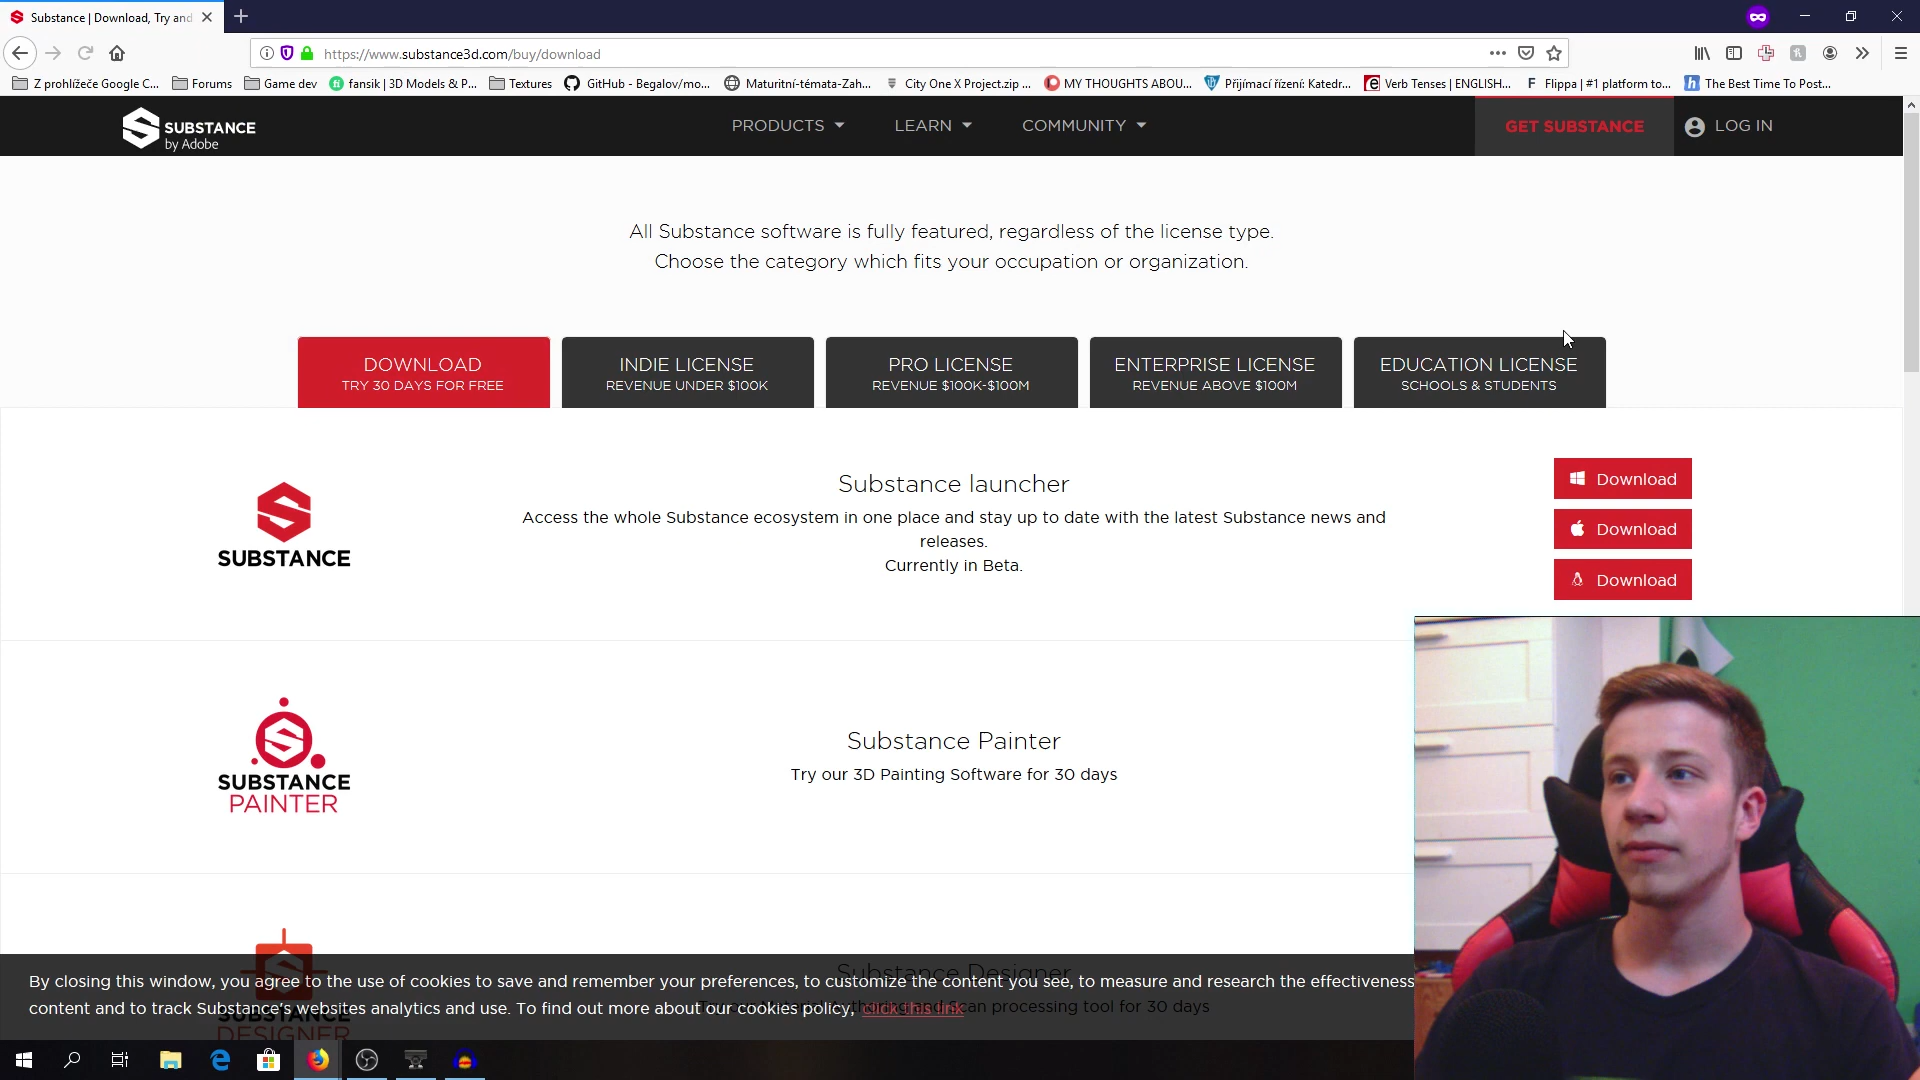 Substance | Download, Try and
https://www.substance3d.com/buy/download
Z prohlížeče Google C...
Forums
Game dev
fansik | 3D Models & P...
Textures
GitHub - Begalov/mo...
Maturitní-témata-Zah...
City One X Project.zip ...
MY THOUGHTS ABOU...
Přijímací řízení: Katedr...
Verb Tenses | ENGLISH...
Flippa | #1 platform to...
The Best Time To Post...
SUBSTANCE
by Adobe
PRODUCTS
LEARN
COMMUNITY
GET SUBSTANCE
LOG IN
All Substance software is fully featured, regardless of the license type.
Choose the category which fits your occupation or organization.
DOWNLOAD
TRY 30 DAYS FOR FREE
INDIE LICENSE
REVENUE UNDER $100K
PRO LICENSE
REVENUE $100K-$100M
ENTERPRISE LICENSE
REVENUE ABOVE $100M
EDUCATION LICENSE
SCHOOLS & STUDENTS
SUBSTANCE
Substance launcher
Access the whole Substance ecosystem in one place and stay up to date with the latest Substance news and
releases.
Currently in Beta.
Download
Download
Download
SUBSTANCE
PAINTER
Substance Painter
Try our 3D Painting Software for 30 days
Substance Designer
By closing this window, you agree to the use of cookies to save and remember your preferences, to customize the content you see, to measure and research the effectiveness
content and to track Substance's websites analytics and use. To find out more about our cookies policy, click this link
scan processing tool for 30 days
SUBSTANCE
DESIGNER